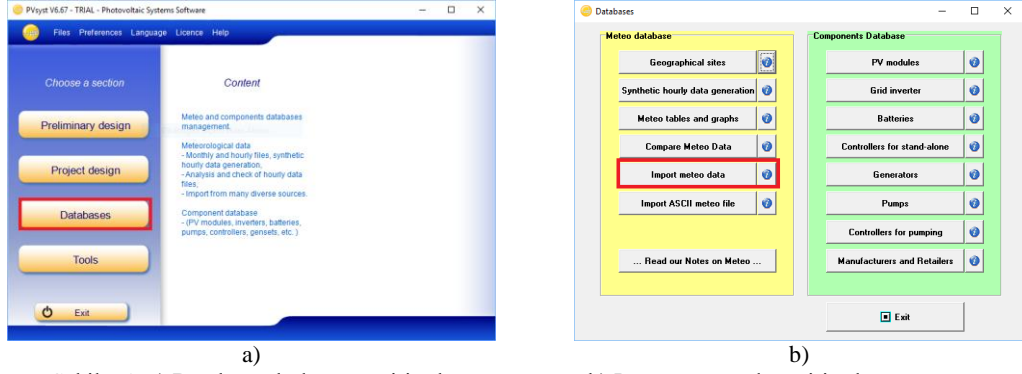 PVsyst V6.67 - TRIAL - Photovoltaic Systems Software
Files Preferences Language Licence Help
Choose a section
Preliminary design
Project design
Databases
Tools
Exit
Content
Meteo and components databases
management.
Meteorological data
- Monthly and hourly files, synthetic
hourly data generation,
- Analysis and check of hourly data
files,
- Import from many diverse sources.
Component database
- (PV modules, inverters, batteries,
pumps, controllers, gensets, etc. )
a)
Databases
Meteo database
Geographical sites
Synthetic hourly data generation
Meteo tables and graphs
Compare Meteo Data
Import meteo data
Import ASCII meteo file
... Read our Notes on Meteo ...
Components Database
PV modules
Grid inverter
Batteries
Controllers for stand-alone
Generators
Pumps
Controllers for pumping
Manufacturers and Retailers
Exit
b)